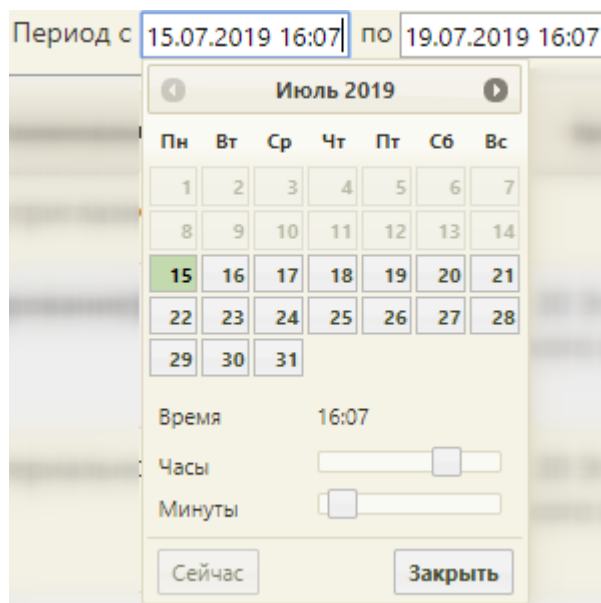 Период с 15.07.2019 16:07 по 19.07.2019 16:07
Июль 2019
Пн Вт Ср Чт Пт Сб Вс
1 2 3 4 5 6 7
8 9 10 11 12 13 14
15 16 17 18 19 20 21
22 23 24 25 26 27 28
29 30 31
Время 16:07
Часы
Минуты
Сейчас Закрыть